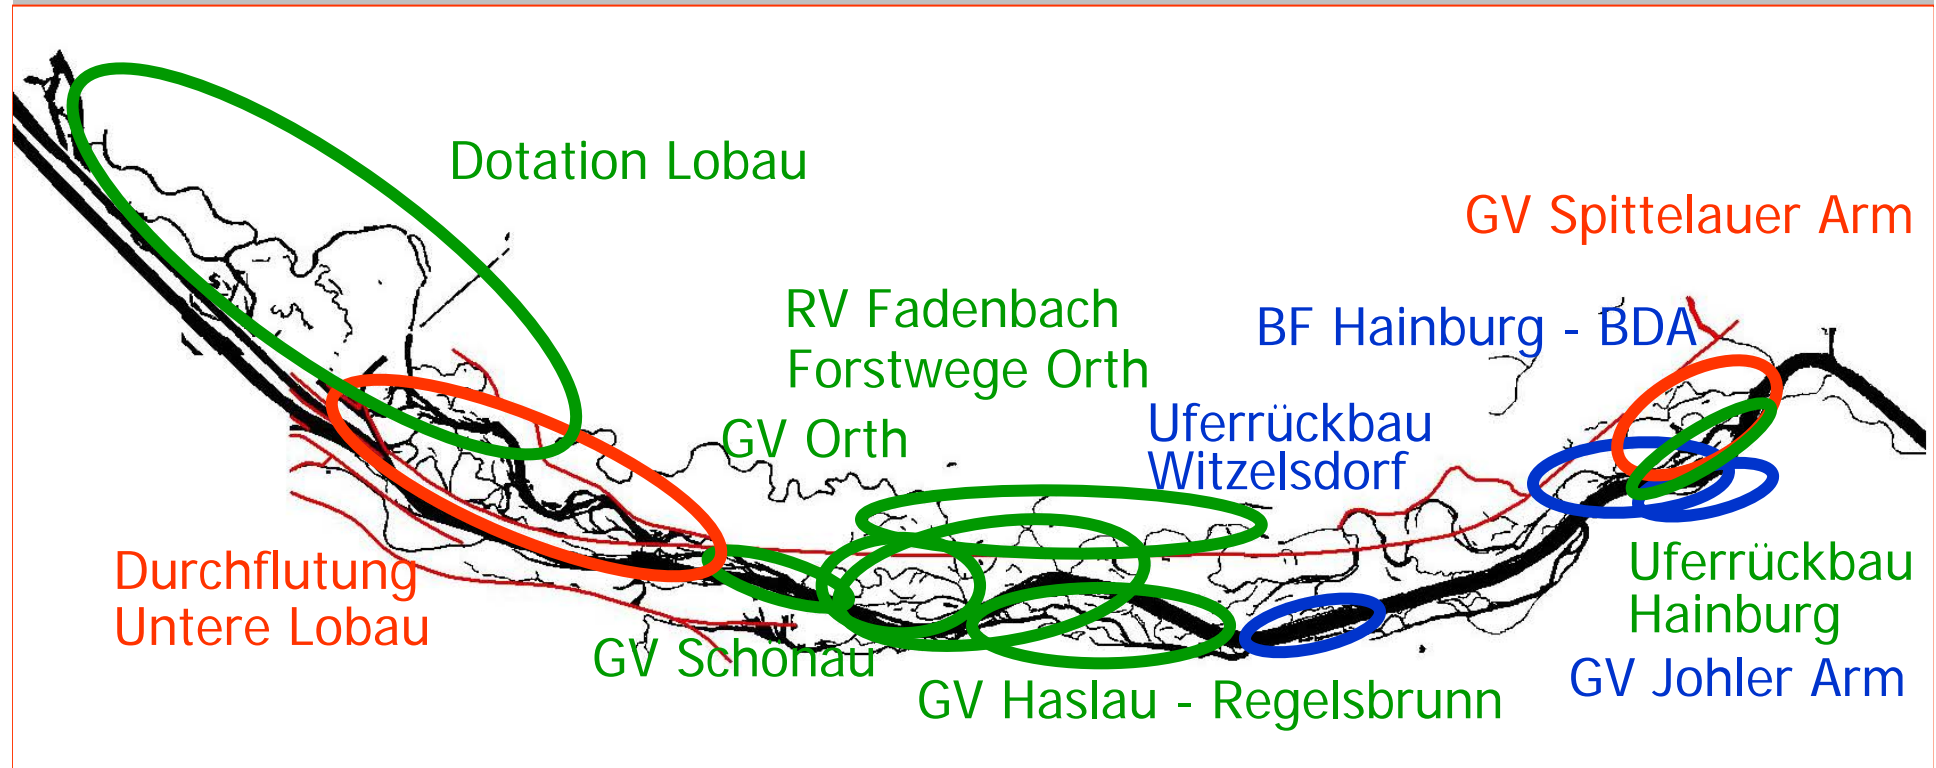 Dotation Lobau
GV Spittelauer Arm
RV Fadenbach
Forstwege Orth
GV Orth
BF Hainburg - BDA
Uferrückbau
Witzelsdorf
Durchflutung
Untere Lobau
GV Schönau
GV Haslau - Regelsbrunn
Uferrückbau
Hainburg
GV Johler Arm